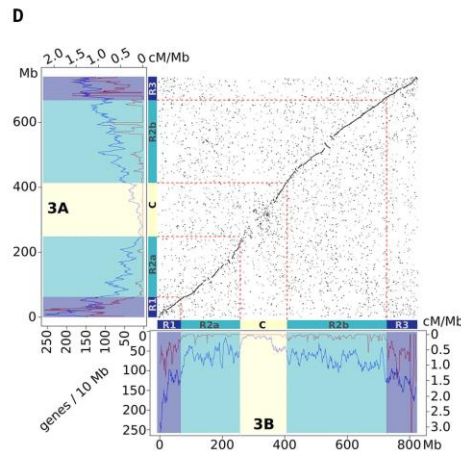 D
2.0 1.5 1.0 0.5 0 cM/Mb
Mb
600
400
200
0
3A
R3
R2b
C
R2a
R1
250 200 150 100 50 0
genes / 10 Mb
R1 R2a C R2b R3
cM/Mb
0
50
100
150
200
250
3B
0.0
0.5
1.0
1.5
2.0
2.5
3.0
0 200 400 600 800 Mb